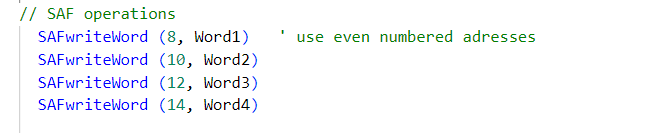 // SAF operations
SAFwriteWord (8, Word1)   ' use even numbered adresses
SAFwriteWord (10, Word2)
SAFwriteWord (12, Word3)
SAFwriteWord (14, Word4)